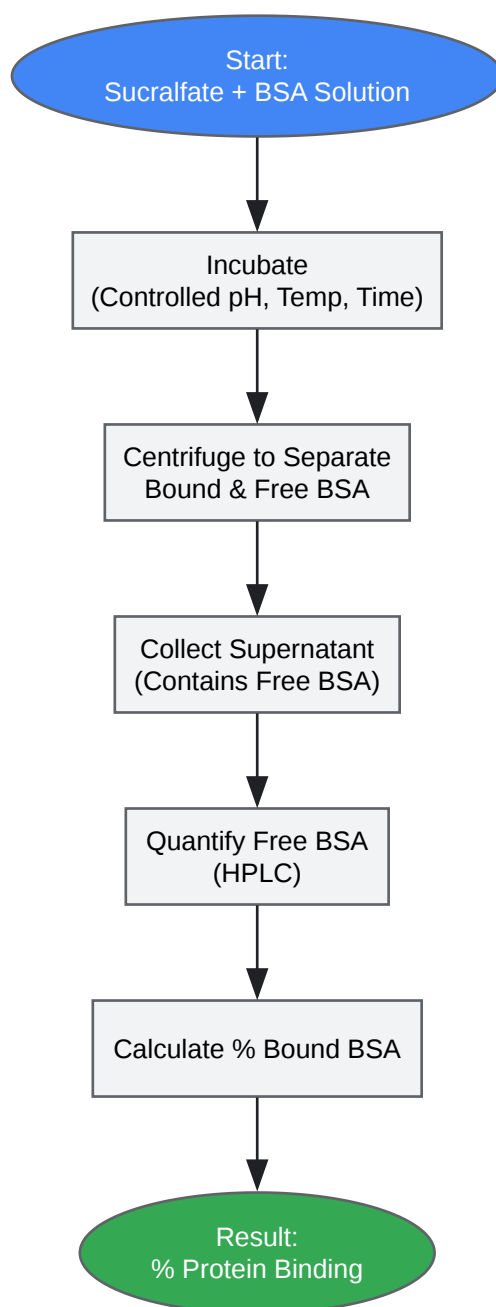 Start:
Sucralfate + BSA Solution
Incubate
(Controlled pH, Temp, Time)
Centrifuge to Separate
Bound & Free BSA
Collect Supernatant
(Contains Free BSA)
Quantify Free BSA
(HPLC)
Calculate % Bound BSA
Result:
% Protein Binding